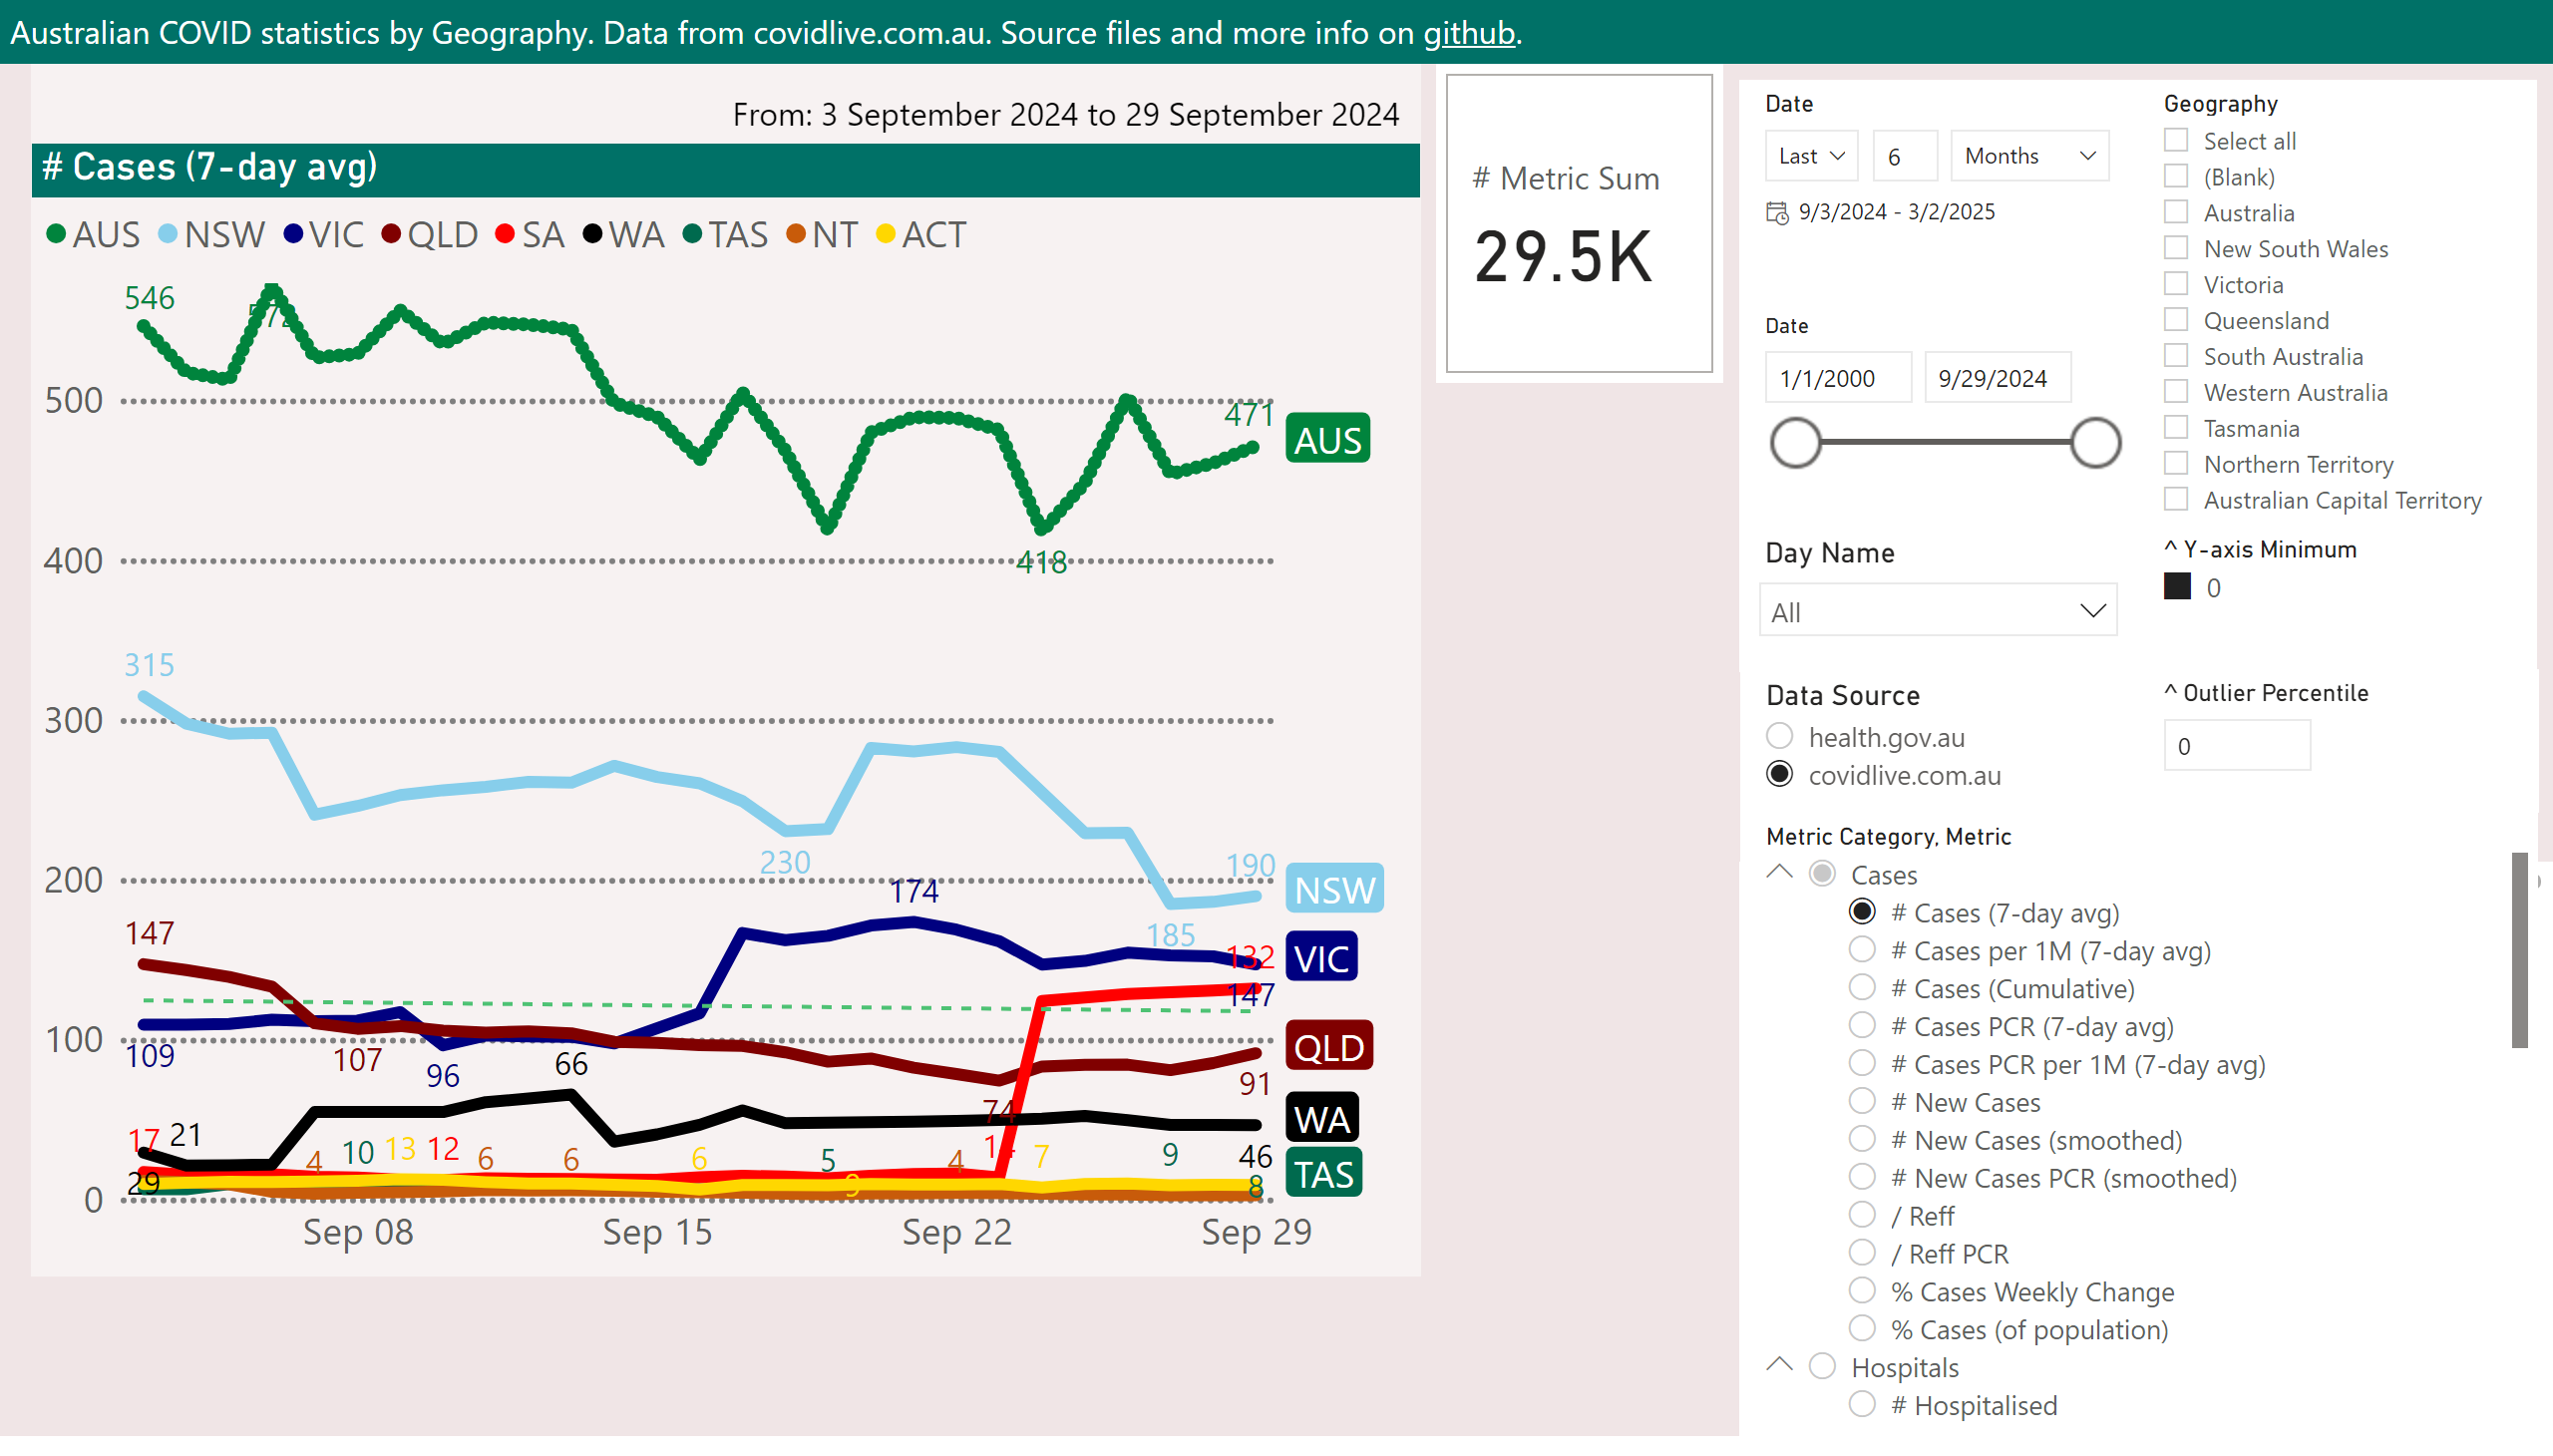 Australian COVID statistics by Geography. Data from covidlive.com.au. Source files and more info on github.
From: 3 September 2024 to 29 September 2024
# Cases (7-day avg)
AUS NSW VIC QLD SA WA TAS NT ACT
546
572
500
471
AUS
400
418
315
300
230
200
190
NSW
174
185
147
132
VIC
147
100
109
107
96
66
QLD
91
74
WA
17 21
4 10 13 12 6 6 6 5 4 14 7 9 46
TAS
29
9
8
0
Sep 08 Sep 15 Sep 22 Sep 29
# Metric Sum
29.5K
Date
Last 6 Months
9/3/2024 - 3/2/2025
Date
1/1/2000 9/29/2024
Day Name
All
Data Source
health.gov.au
covidlive.com.au
Geography
Select all
(Blank)
Australia
New South Wales
Victoria
Queensland
South Australia
Western Australia
Tasmania
Northern Territory
Australian Capital Territory
^ Y-axis Minimum
0
^ Outlier Percentile
0
Metric Category, Metric
Cases
# Cases (7-day avg)
# Cases per 1M (7-day avg)
# Cases (Cumulative)
# Cases PCR (7-day avg)
# Cases PCR per 1M (7-day avg)
# New Cases
# New Cases (smoothed)
# New Cases PCR (smoothed)
/ Reff
/ Reff PCR
% Cases Weekly Change
% Cases (of population)
Hospitals
# Hospitalised